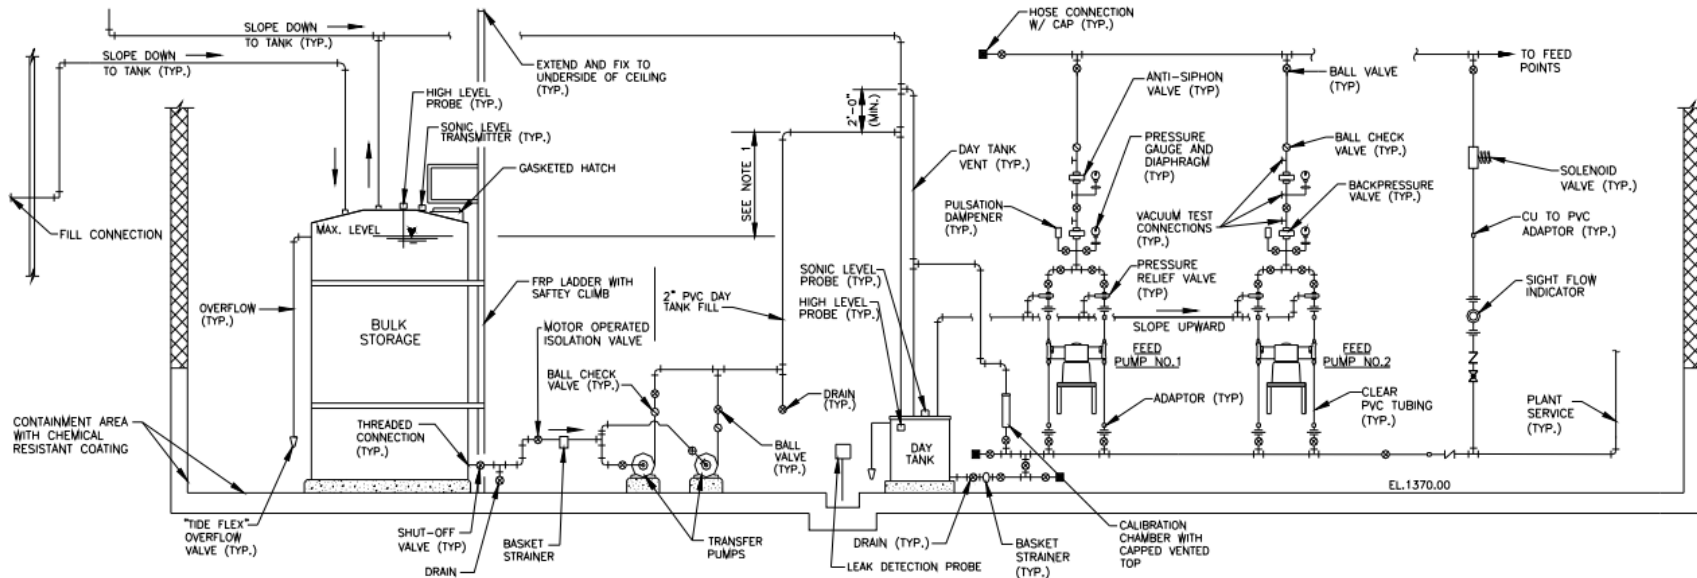 SLOPE DOWN
TO TANK (TYP.)
SLOPE DOWN
TO TANK (TYP.)
EXTEND AND FIX TO
UNDERSIDE OF CEILING
(TYP.)
HIGH LEVEL
PROBE (TYP.)
SONIC LEVEL
TRANSMITTER (TYP.)
GASKETED HATCH
FILL CONNECTION
MAX. LEVEL
SEE NOTE 1
2'-0"
(MIN.)
DAY TANK
VENT (TYP.)
HOSE CONNECTION
W/ CAP (TYP.)
TO FEED
POINTS
ANTI-SIPHON
VALVE (TYP)
BALL VALVE
(TYP)
PRESSURE
GAUGE AND
DIAPHRAGM
(TYP)
BALL CHECK
VALVE (TYP.)
SOLENOID
VALVE (TYP.)
BACKPRESSURE
VALVE (TYP)
PULSATION
DAMPENER
(TYP.)
VACUUM TEST
CONNECTIONS
(TYP.)
CU TO PVC
ADAPTOR (TYP.)
OVERFLOW
(TYP.)
BULK
STORAGE
FRP LADDER WITH
SAFTEY CLIMB
2" PVC DAY
TANK FILL
SONIC LEVEL
PROBE (TYP.)
HIGH LEVEL
PROBE (TYP.)
PRESSURE
RELIEF VALVE
(TYP)
SIGHT FLOW
INDICATOR
SLOPE UPWARD
MOTOR OPERATED
ISOLATION VALVE
FEED
PUMP NO.1
FEED
PUMP NO.2
BALL CHECK
VALVE (TYP.)
DRAIN
(TYP.)
ADAPTOR (TYP)
CLEAR
PVC TUBING
(TYP.)
PLANT
SERVICE
(TYP.)
CONTAINMENT AREA
WITH CHEMICAL
RESISTANT COATING
THREADED
CONNECTION
(TYP.)
BALL
VALVE
(TYP.)
DAY
TANK
EL.1370.00
"TIDE FLEX"
OVERFLOW
VALVE (TYP.)
SHUT-OFF
VALVE (TYP)
DRAIN
BASKET
STRAINER
TRANSFER
PUMPS
DRAIN (TYP.)
LEAK DETECTION PROBE
BASKET
STRAINER
(TYP.)
CALIBRATION
CHAMBER WITH
CAPPED VENTED
TOP